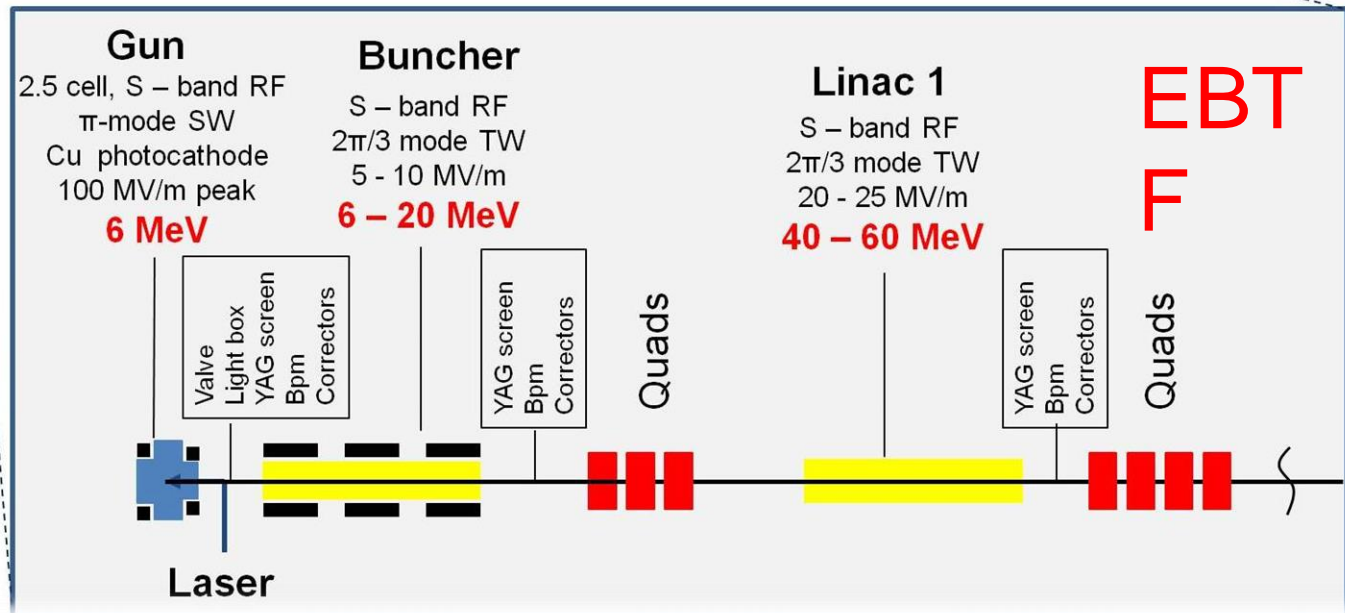 Gun
2.5 cell, S – band RF
π-mode SW
Cu photocathode
100 MV/m peak
6 MeV
Buncher
S – band RF
2π/3 mode TW
5 - 10 MV/m
6 – 20 MeV
Linac 1
S – band RF
2π/3 mode TW
20 - 25 MV/m
40 – 60 MeV
EBT
F
Valve
Light box
YAG screen
Bpm
Correctors
YAG screen
Bpm
Correctors
Quads
YAG screen
Bpm
Correctors
Quads
Laser